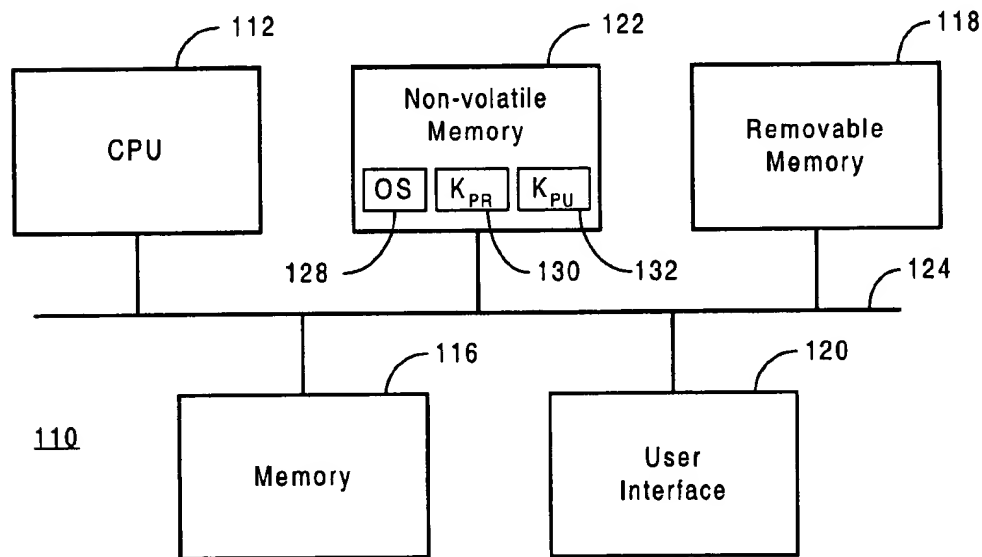 112
122
118
CPU
Non-volatile
Memory
OS
K_PR
K_PU
Removable
Memory
128
130
132
124
116
120
110
Memory
User
Interface